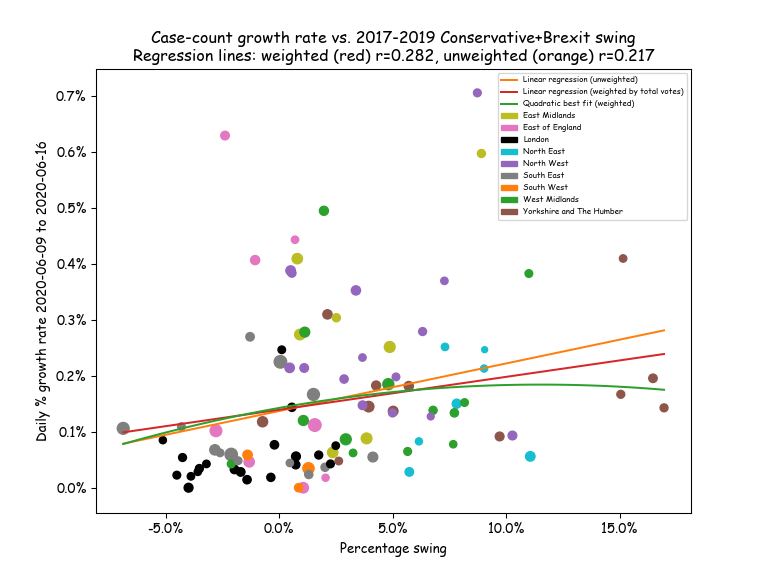 Case-count growth rate vs. 2017-2019 Conservative+Brexit swing
Regression lines: weighted (red) r=0.282, unweighted (orange) r=0.217
Linear regression (unweighted)
Linear regression (weighted by total votes)
Quadratic best fit (weighted)
East Midlands
East of England
London
North East
North West
South East
South West
West Midlands
Yorkshire and The Humber
Daily % growth rate 2020-06-09 to 2020-06-16
0.7%
0.6%
0.5%
0.4%
0.3%
0.2%
0.1%
0.0%
-5.0% 0.0% 5.0% 10.0% 15.0%
Percentage swing